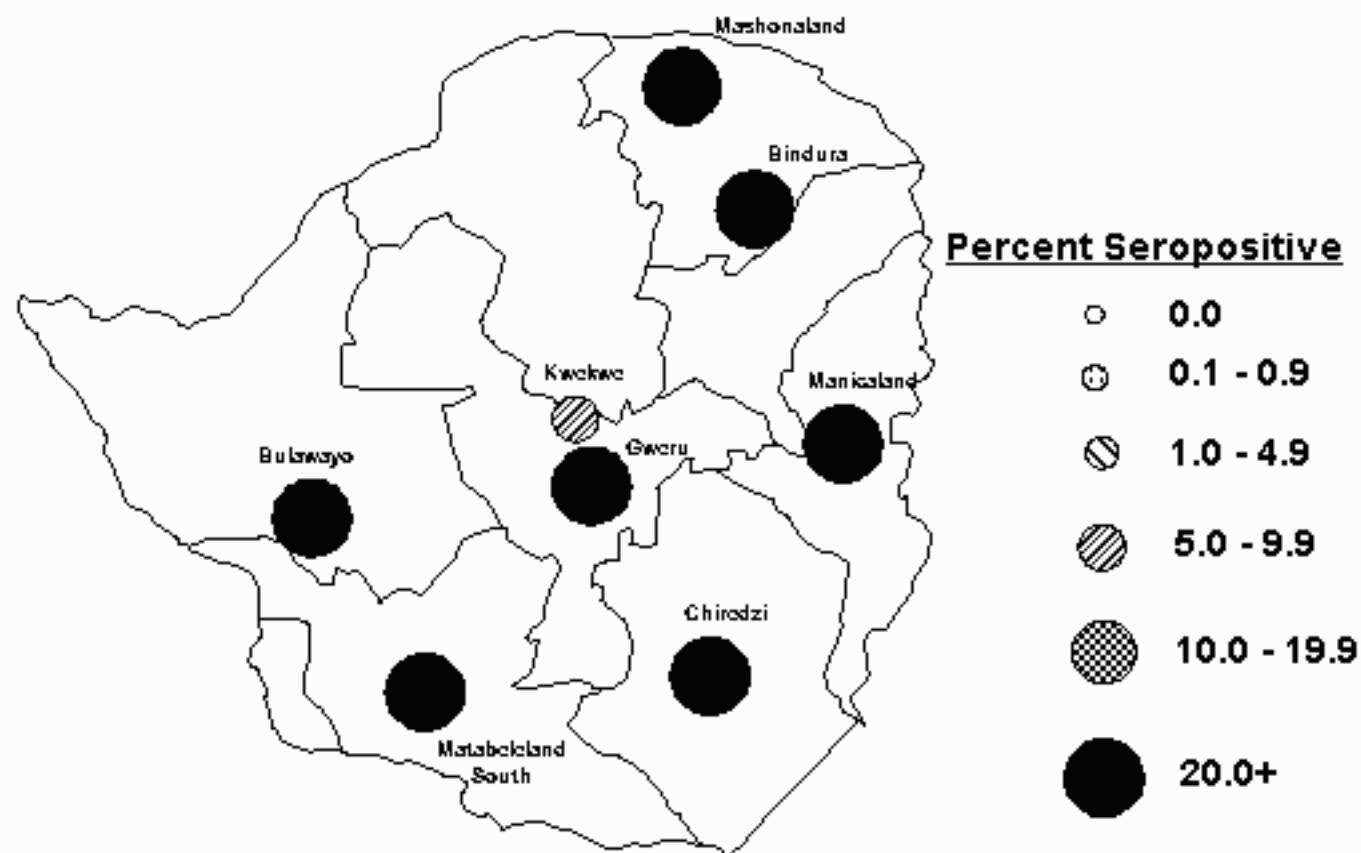 Mashonaland
Bindura
Percent Seropositive
0.0
0.1 - 0.9
Kwekwe
Manicaland
1.0 - 4.9
Bulawayo
Gweru
5.0 - 9.9
Chiredzi
10.0 - 19.9
Matabeleland
South
20.0+